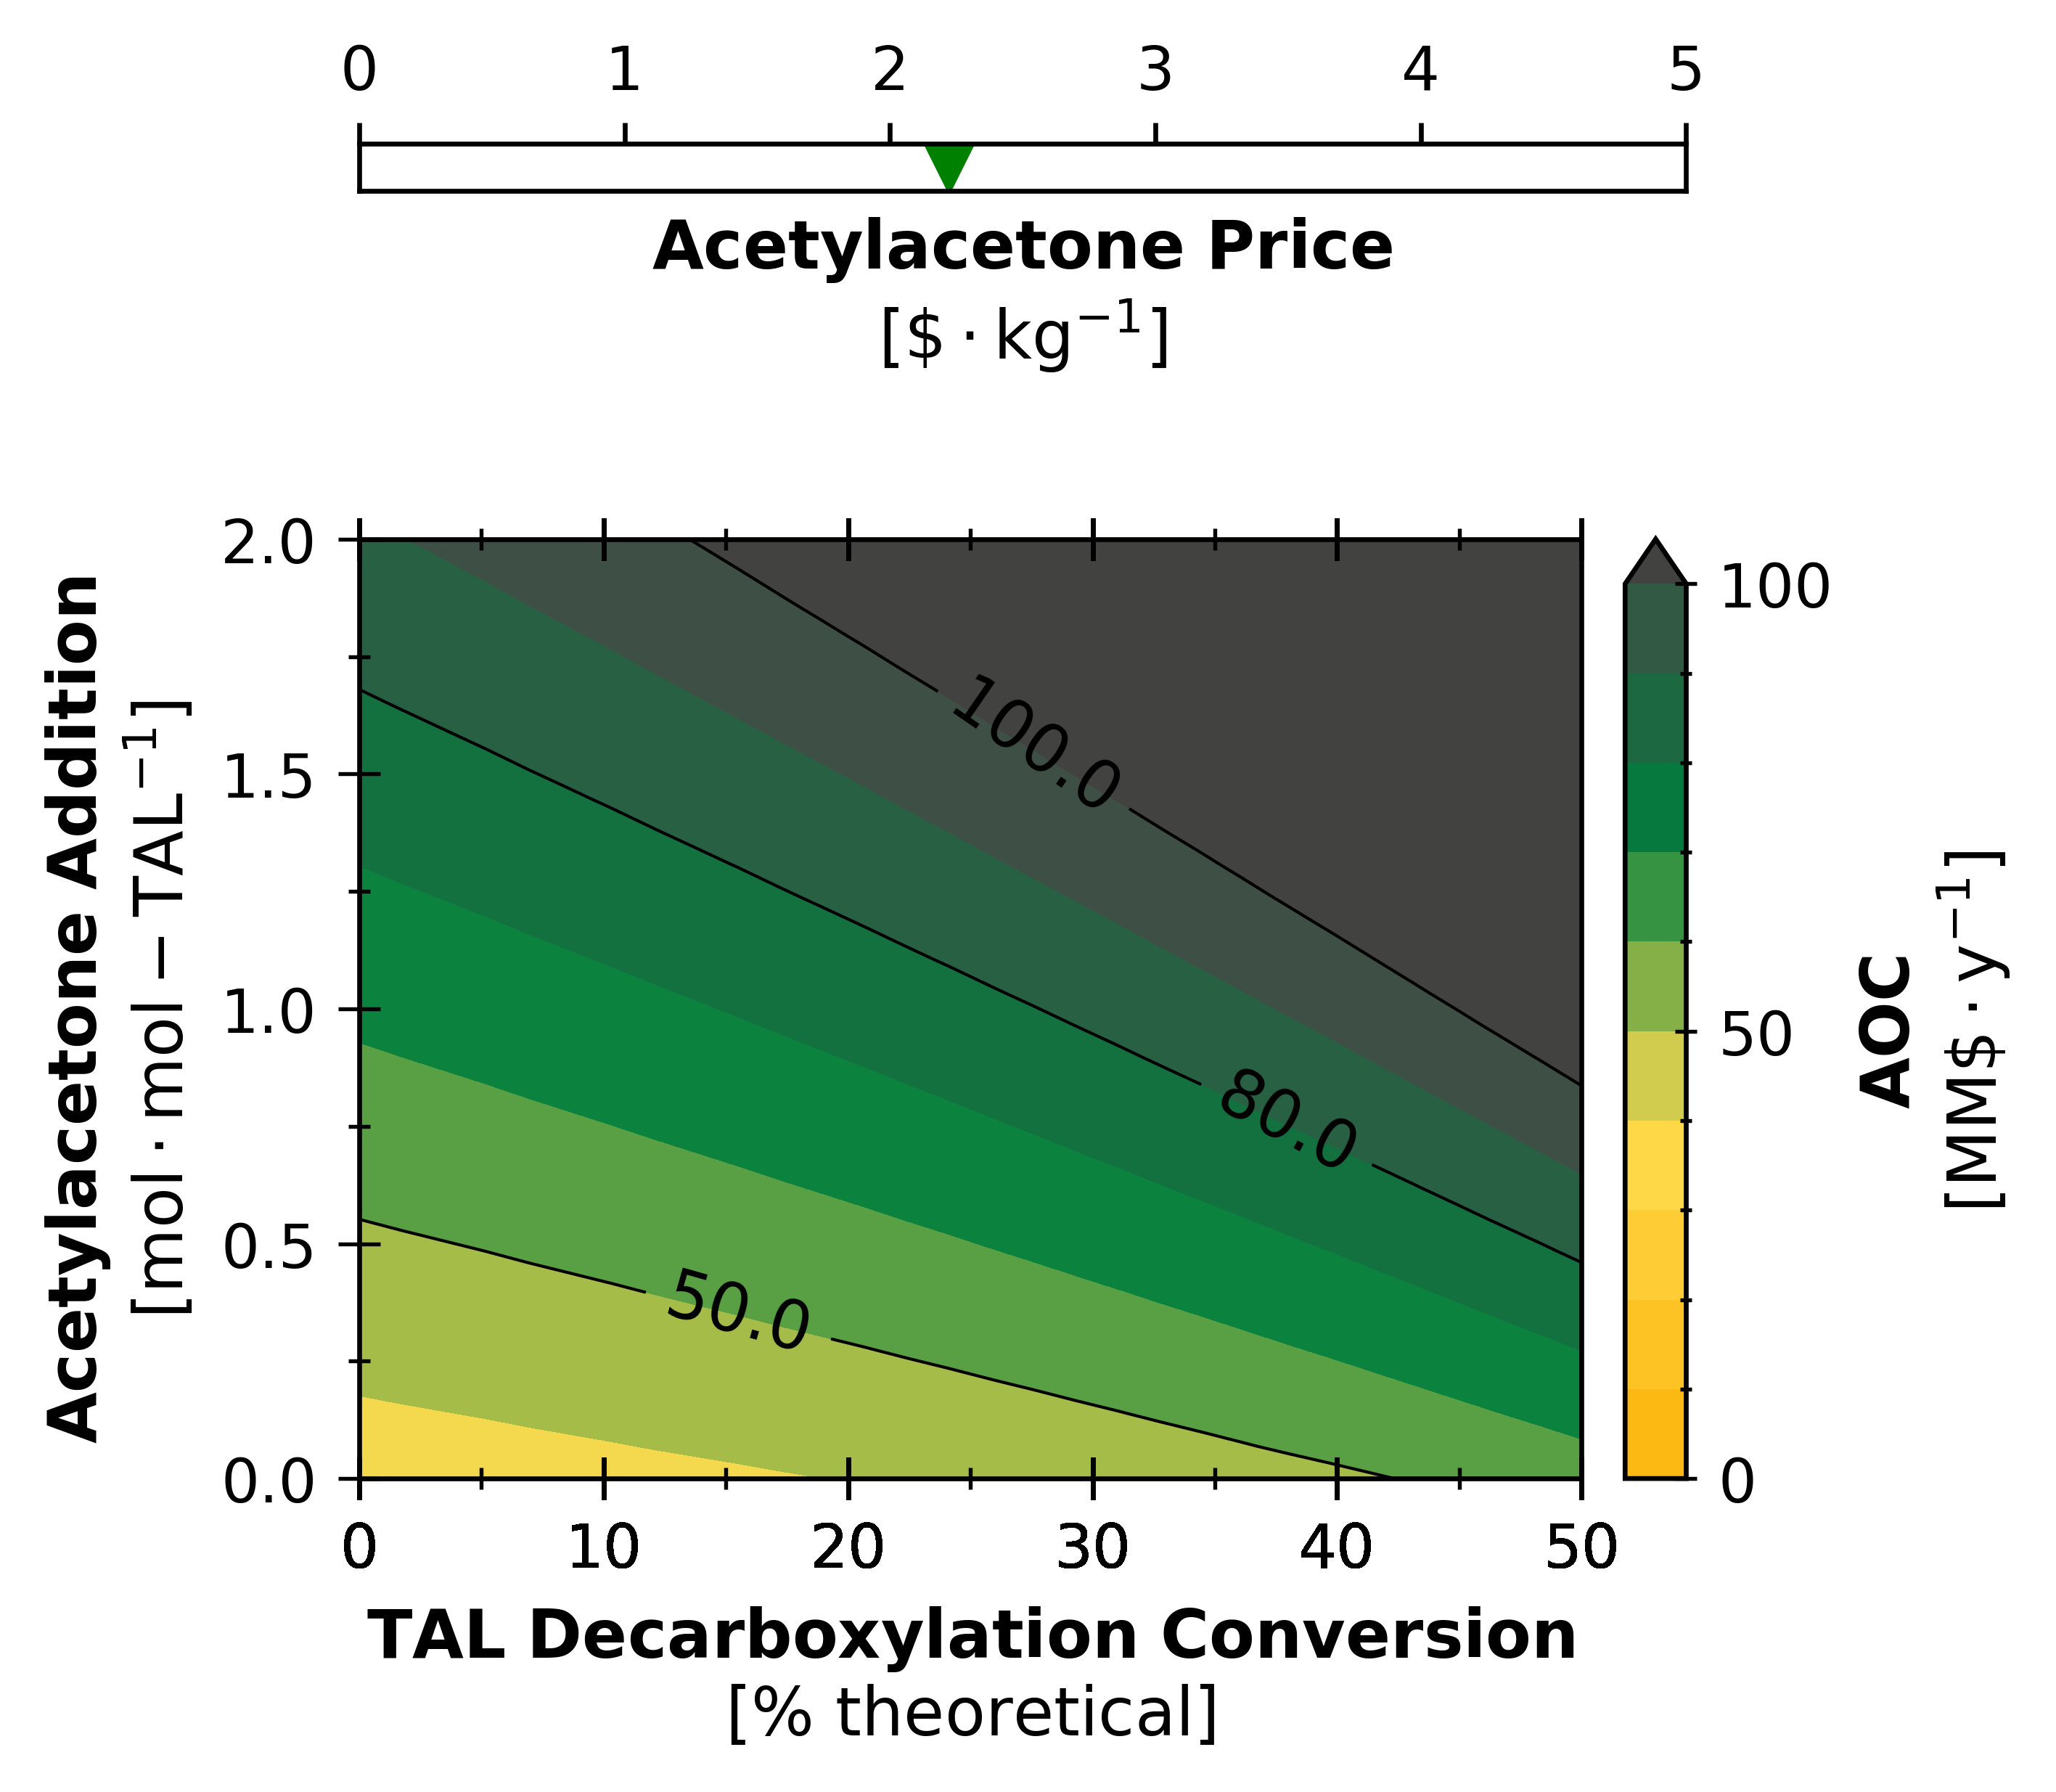 0 1 2 3 4 5
Acetylacetone Price
[$ · kg⁻¹]
Acetylacetone Addition
[mol · mol − TAL⁻¹]
2.0
1.5
1.0
0.5
0.0
100.0
80.0
50.0
0 10 20 30 40 50
TAL Decarboxylation Conversion
[% theoretical]
100
50
0
AOC
[MM$ · y⁻¹]